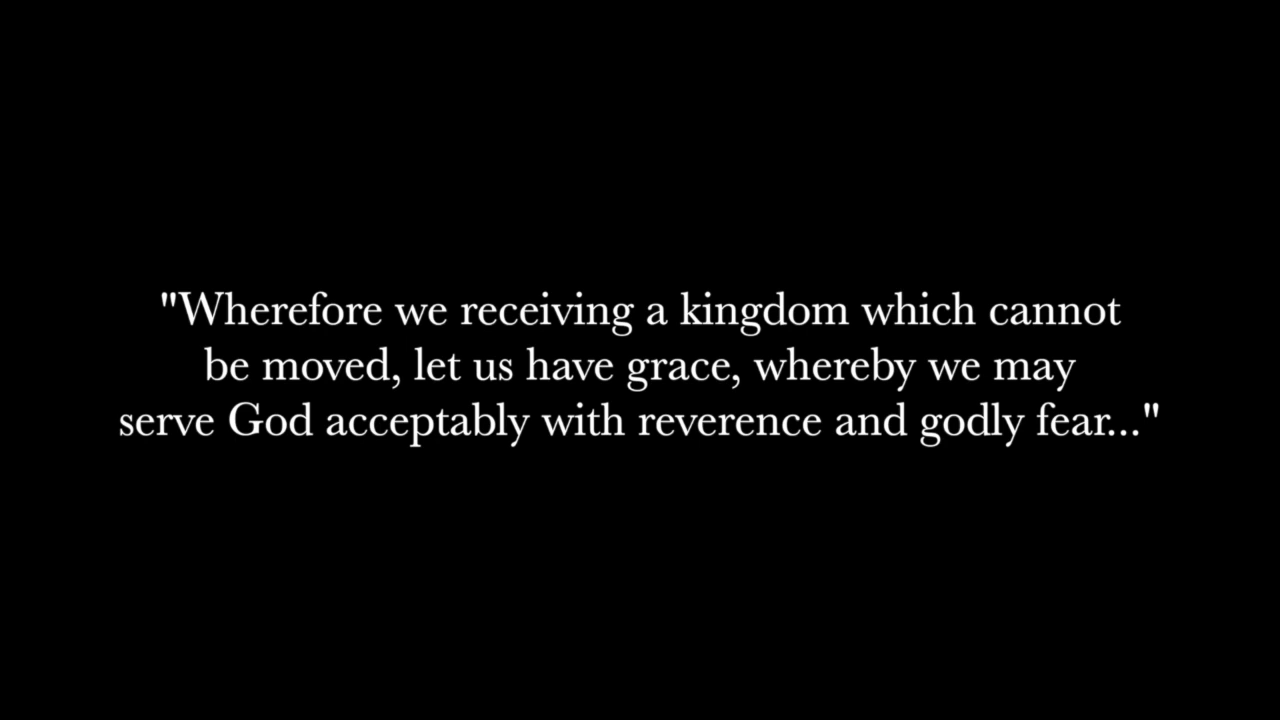 "Wherefore we receiving a kingdom which cannot
be moved, let us have grace, whereby we may
serve God acceptably with reverence and godly fear..."